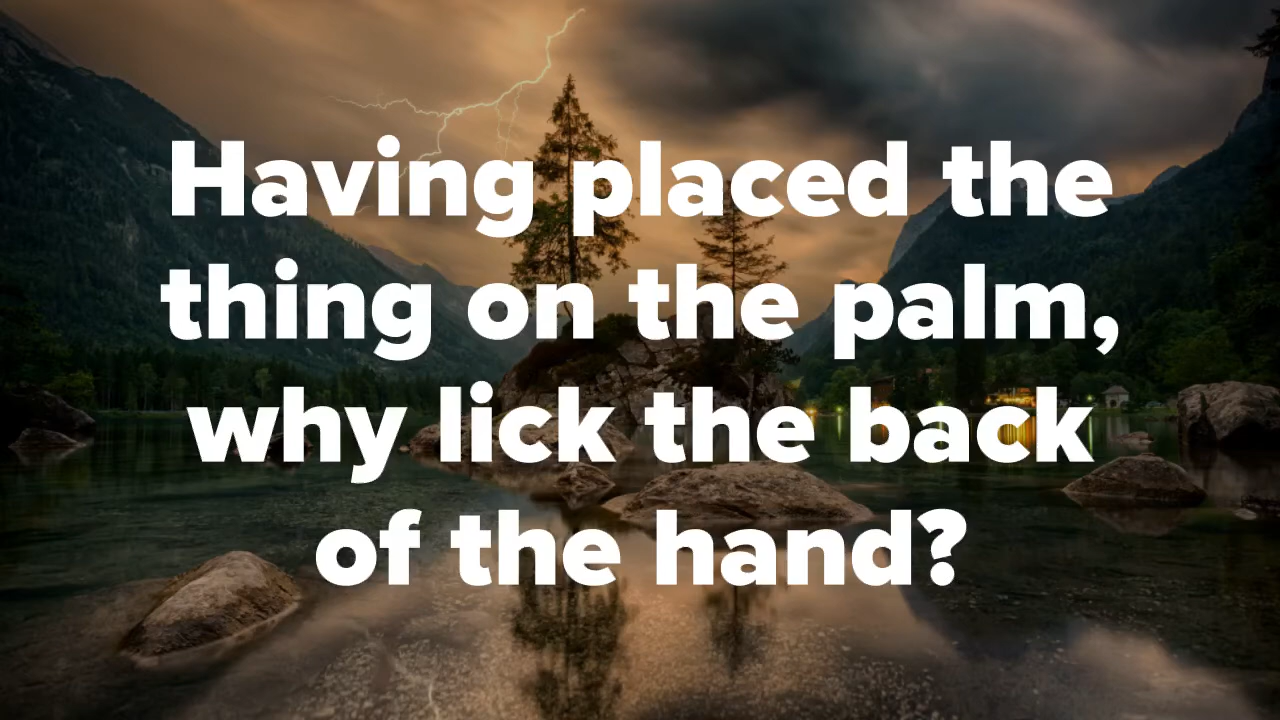 Having placed the
thing on the palm,
why lick the back
of the hand?